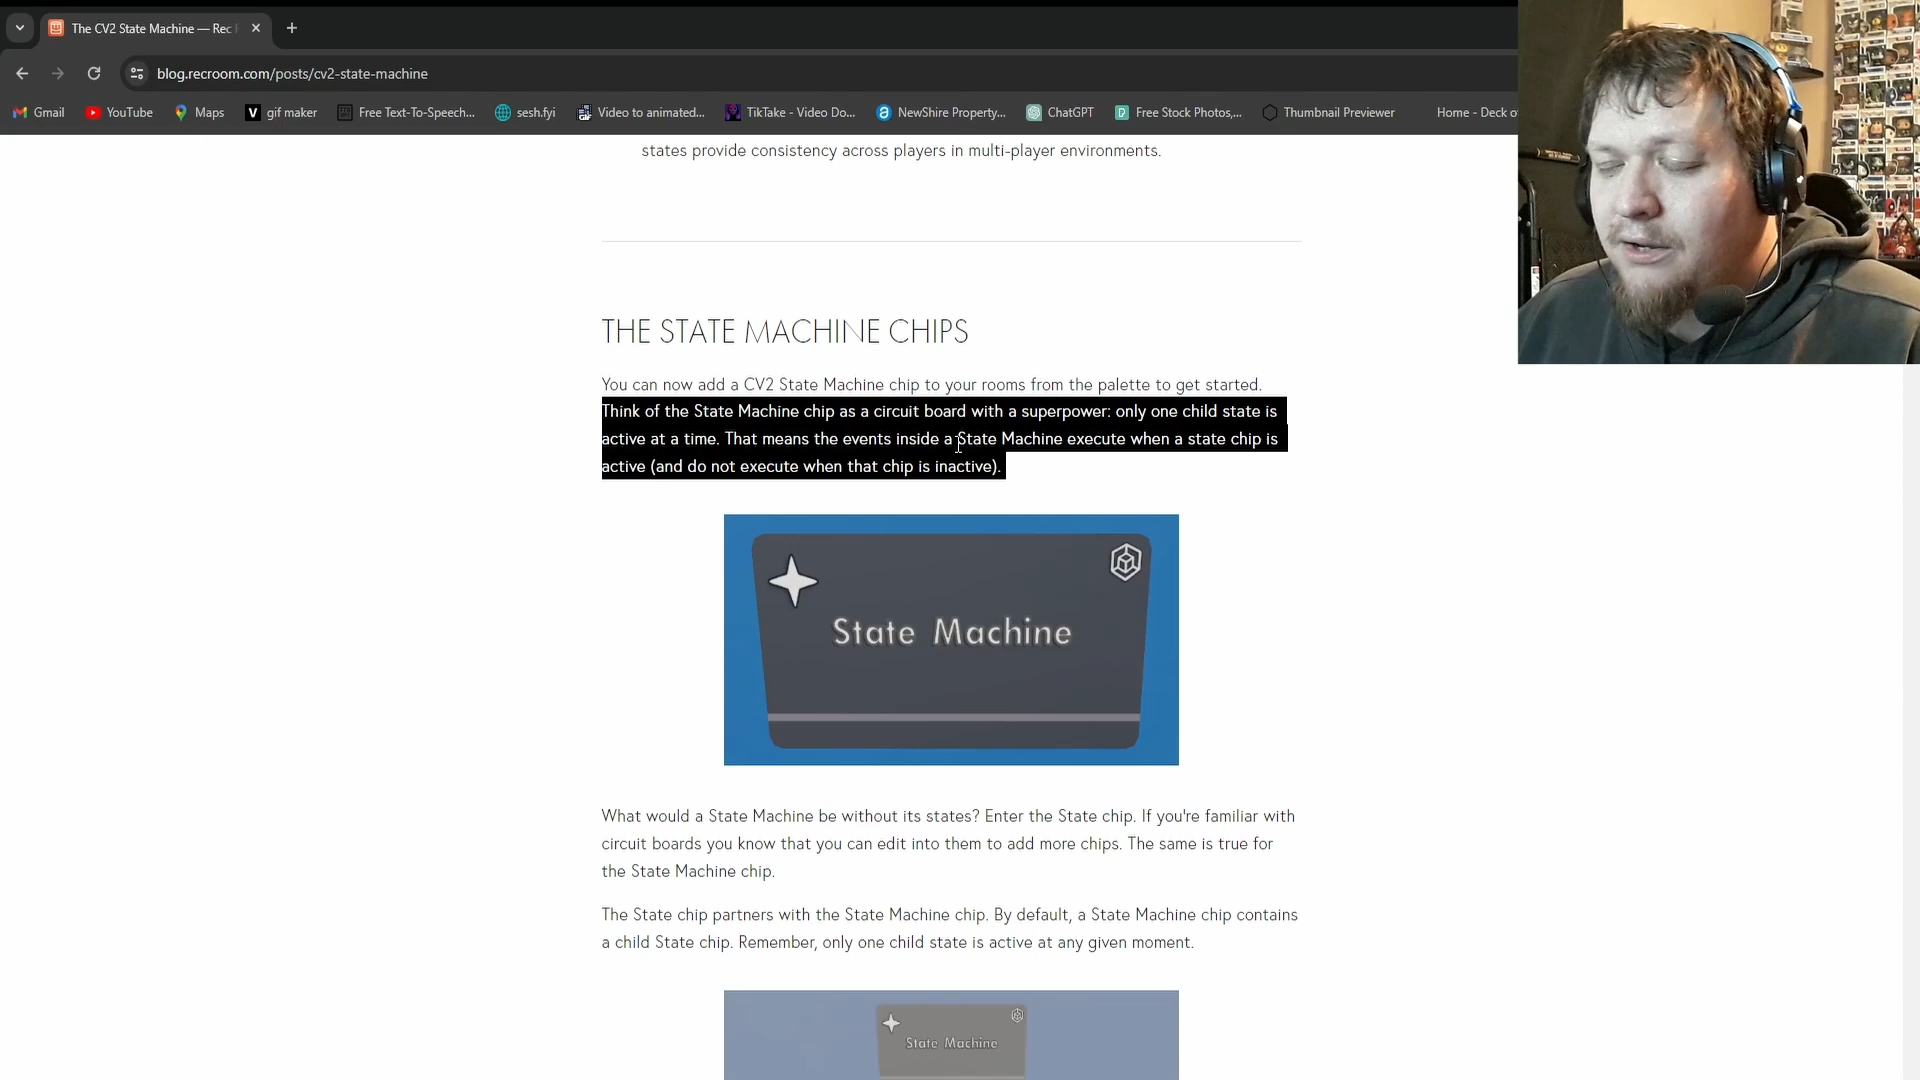 The CV2 State Machine — Rec
blog.recroom.com/posts/cv2-state-machine
Gmail
YouTube
Maps
gif maker
Free Text-To-Speech...
sesh.fyi
Video to animated...
TikTake - Video Do...
NewShire Property,...
ChatGPT
Free Stock Photos,...
Thumbnail Previewer
Home - Deck o
states provide consistency across players in multi-player environments.
THE STATE MACHINE CHIPS
You can now add a CV2 State Machine chip to your rooms from the palette to get started.
Think of the State Machine chip as a circuit board with a superpower: only one child state is
active at a time. That means the events inside a State Machine execute when a state chip is
active (and do not execute when that chip is inactive).
State Machine
What would a State Machine be without its states? Enter the State chip. If you're familiar with
circuit boards you know that you can edit into them to add more chips. The same is true for
the State Machine chip.
The State chip partners with the State Machine chip. By default, a State Machine chip contains
a child State chip. Remember, only one child state is active at any given moment.
State Machine